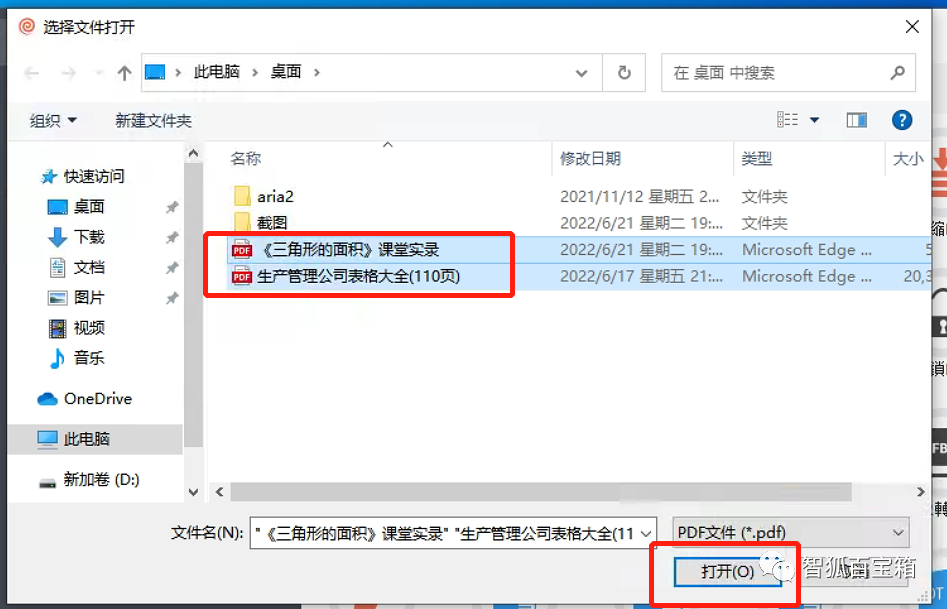 选择文件打开
此电脑 > 桌面 >
在 桌面 中搜索
组织 新建文件夹
?
名称 修改日期 类型 大小
快速访问
桌面
下载
文档
图片
视频
音乐
OneDrive
此电脑
新加卷 (D:)
aria2 2021/11/12 星期五 2... 文件夹
截图 2022/6/21 星期二 19:... 文件夹
PDF 《三角形的面积》课堂实录 2022/6/21 星期二 19:... Microsoft Edge ... 5
PDF 生产管理公司表格大全(110页) 2022/6/17 星期五 21:... Microsoft Edge ... 20,3
文件名(N): "《三角形的面积》课堂实录" "生产管理公司表格大全(11 PDF文件 (*.pdf)
打开(O)
智狐百宝箱